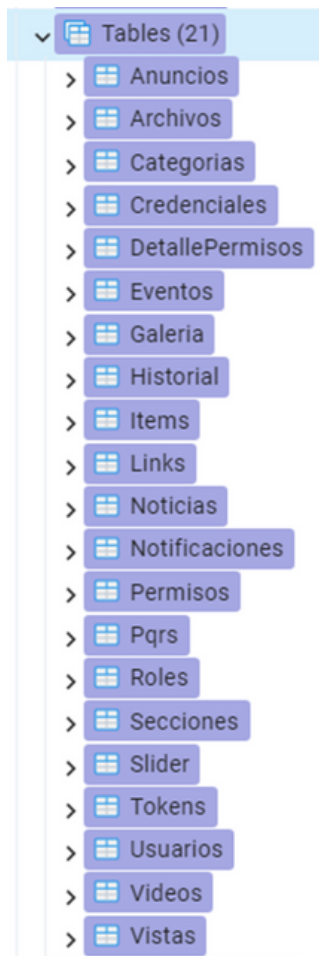 Tables (21)
Anuncios
Archivos
Categorias
Credenciales
DetallePermisos
Eventos
Galeria
Historial
Items
Links
Noticias
Notificaciones
Permisos
Pqrs
Roles
Secciones
Slider
Tokens
Usuarios
Videos
Vistas